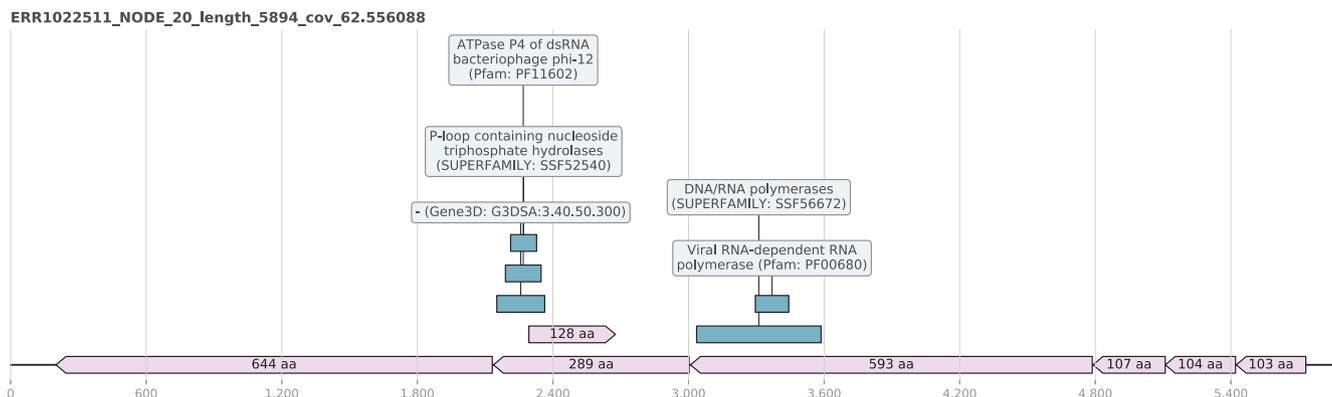 ERR1022511_NODE_20_length_5894_cov_62.556088
ATPase P4 of dsRNA
bacteriophage phi-12
(Pfam: PF11602)
P-loop containing nucleoside
triphosphate hydrolases
(SUPERFAMILY: SSF52540)
- (Gene3D: G3DSA:3.40.50.300)
DNA/RNA polymerases
(SUPERFAMILY: SSF56672)
Viral RNA-dependent RNA
polymerase (Pfam: PF00680)
128 aa
644 aa 289 aa 593 aa 107 aa 104 aa 103 aa
0 600 1.200 1.800 2.400 3.000 3.600 4.200 4.800 5.400